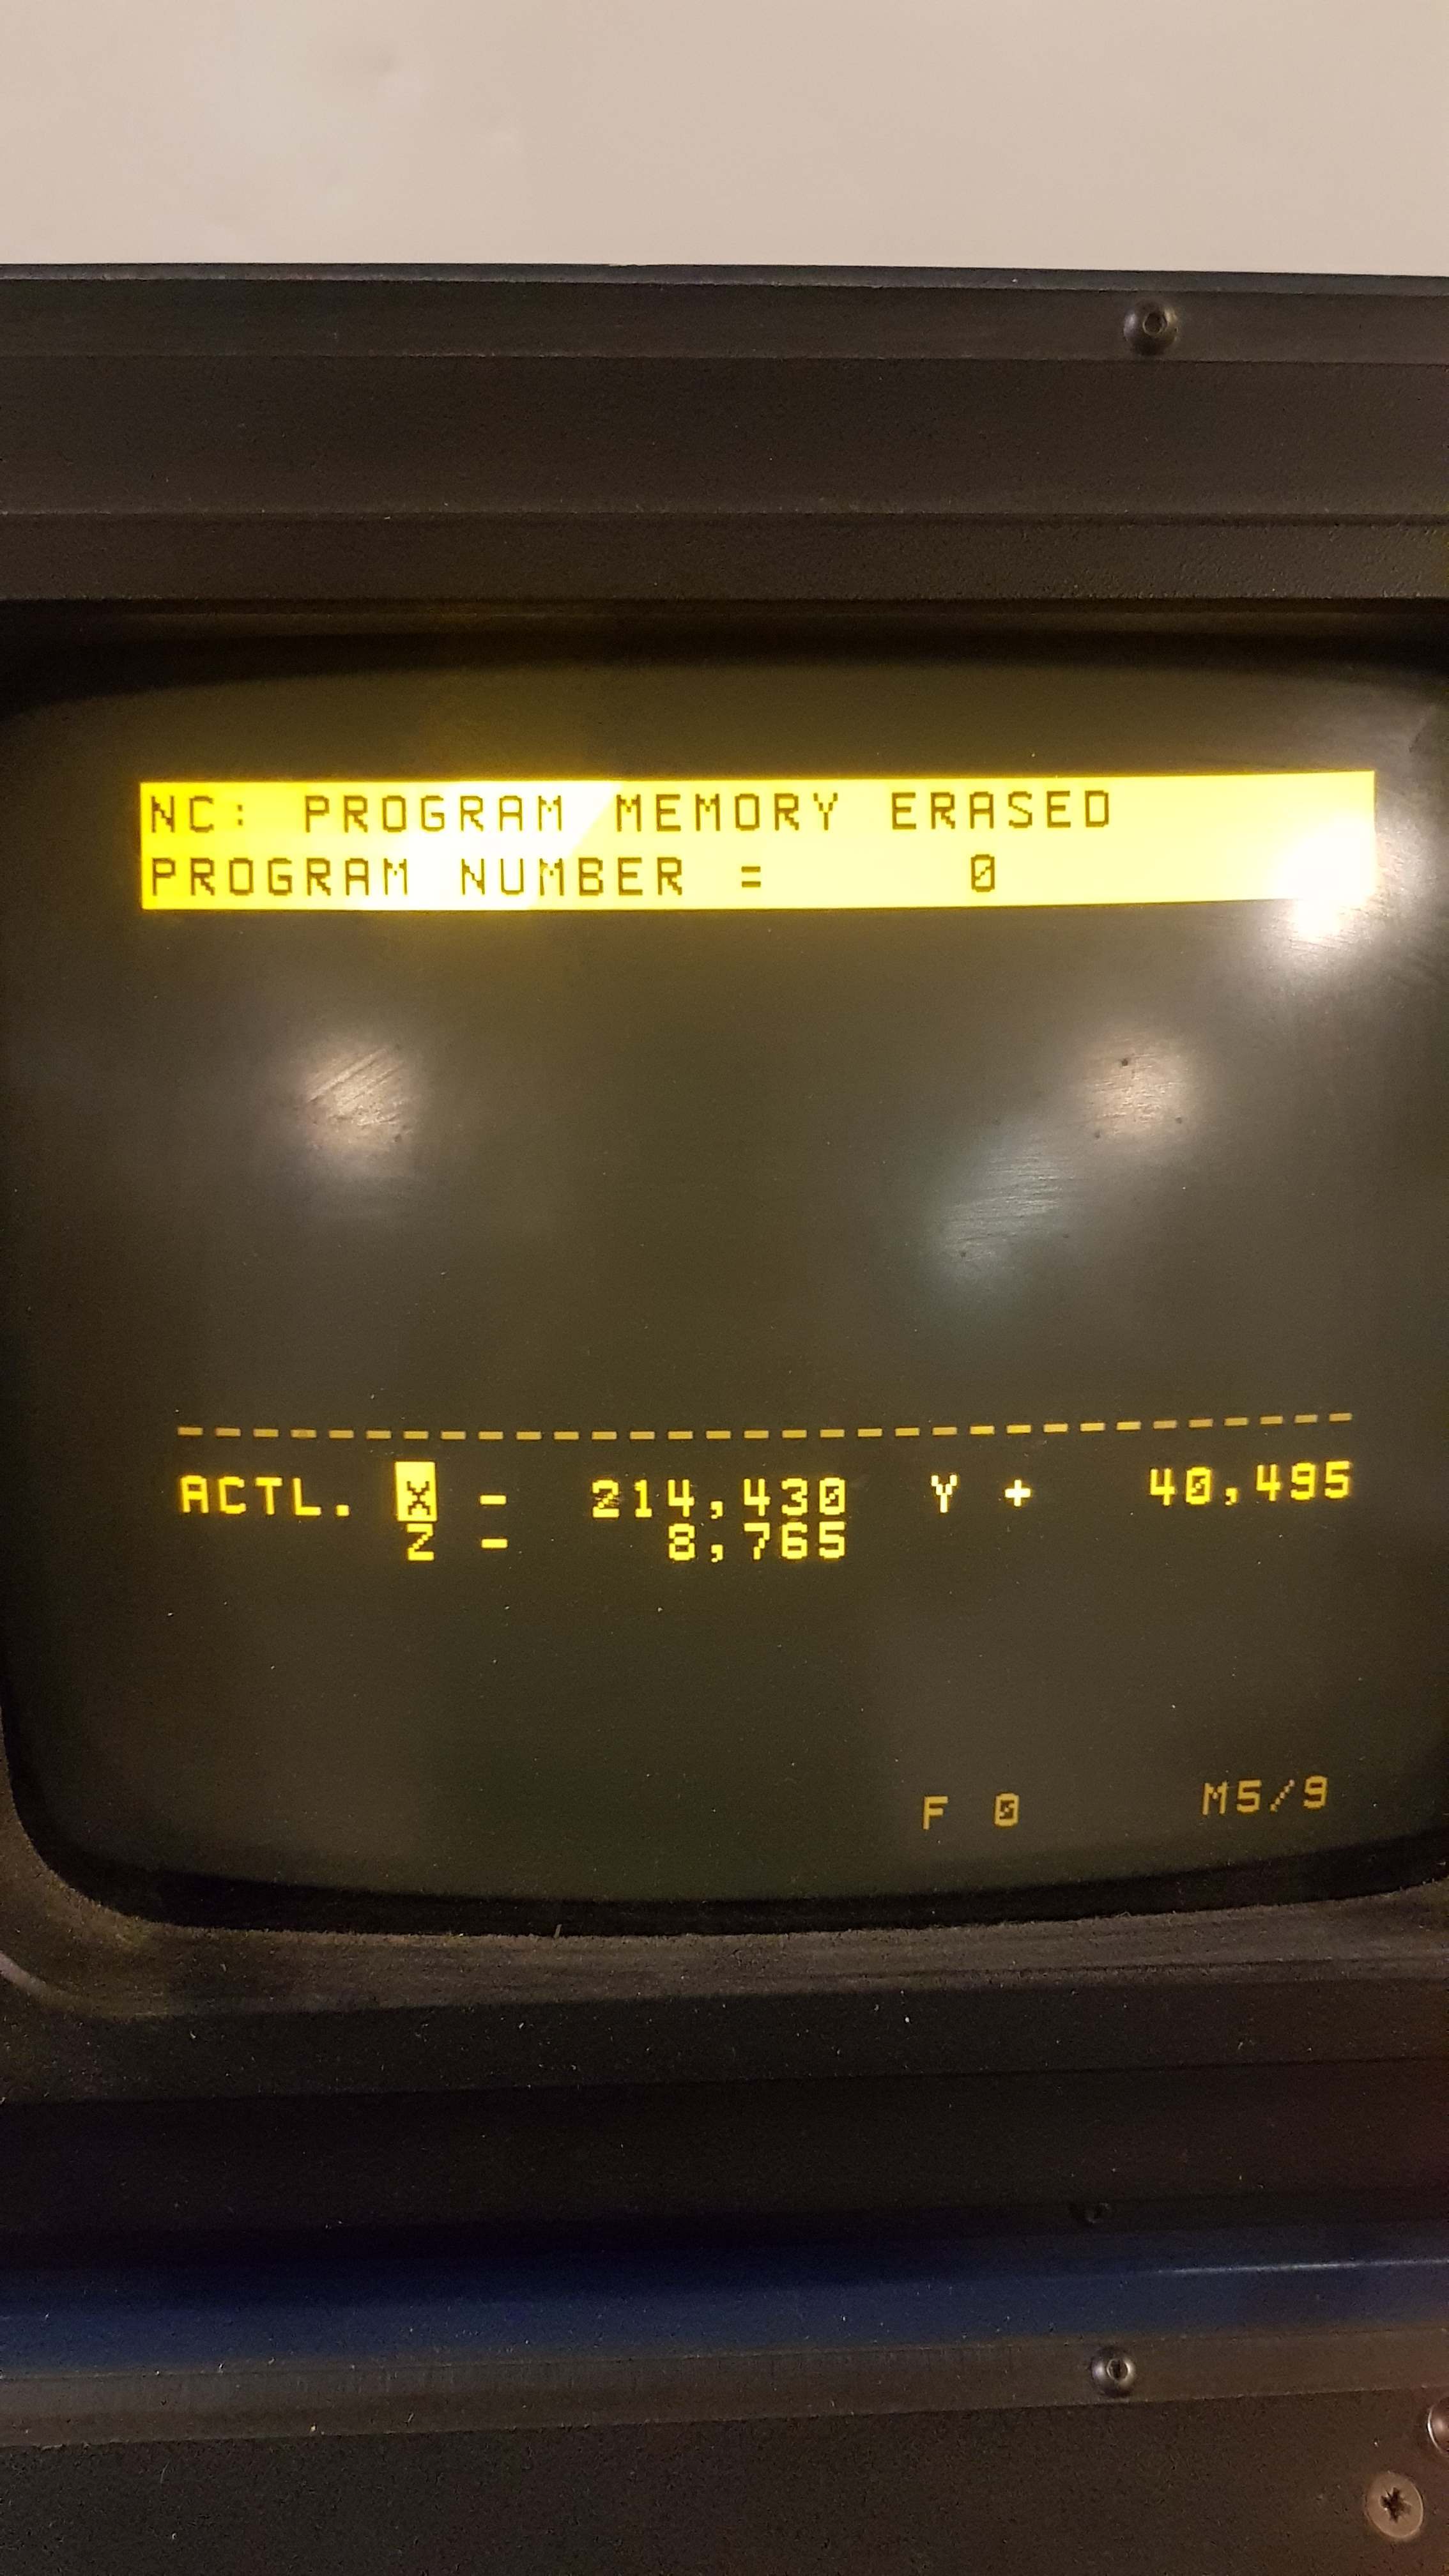 NC: PROGRAM MEMORY ERASED
PROGRAM NUMBER = 0
ACTL. X - 214,430 Y + 40,495
Z - 8,765
F 0 M5/9